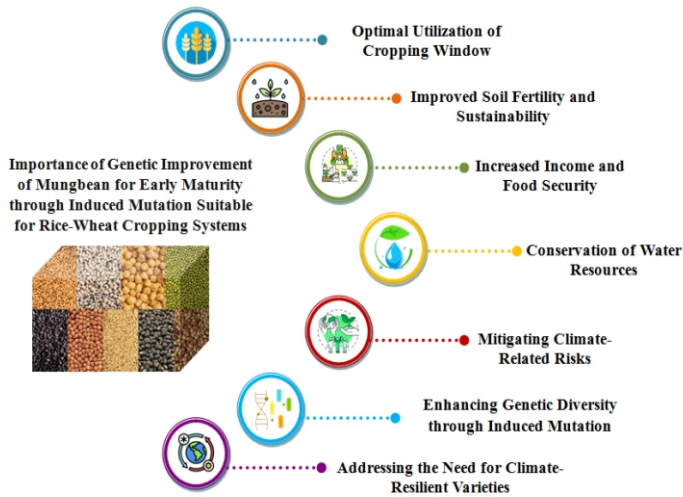 Optimal Utilization of
Cropping Window
Improved Soil Fertility and
Sustainability
Importance of Genetic Improvement
of Mungbean for Early Maturity
through Induced Mutation Suitable
for Rice-Wheat Cropping Systems
Increased Income and
Food Security
Conservation of Water
Resources
Mitigating Climate-
Related Risks
Enhancing Genetic Diversity
through Induced Mutation
Addressing the Need for Climate-
Resilient Varieties